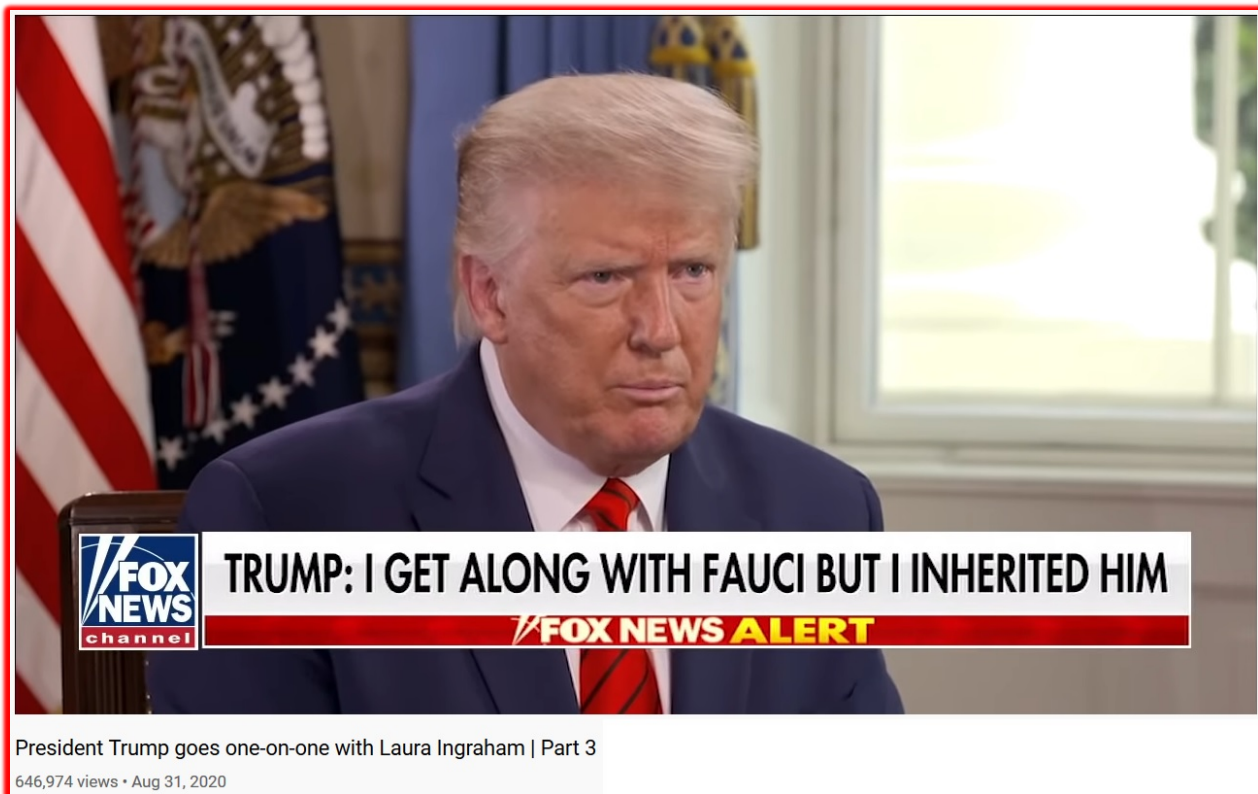 TRUMP: I GET ALONG WITH FAUCI BUT I INHERITED HIM
FOX
NEWS
channel
FOX NEWS ALERT
President Trump goes one-on-one with Laura Ingraham | Part 3
646,974 views • Aug 31, 2020